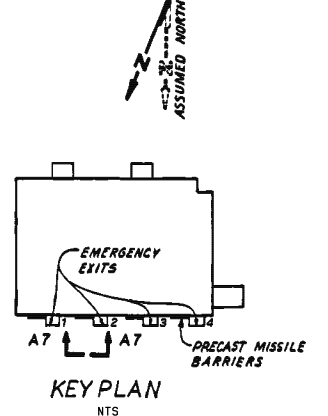 N
ASSUMED NORTH
EMERGENCY
EXITS
1 2 3 4
A7 A7
PRECAST MISSILE
BARRIERS
KEY PLAN
NTS